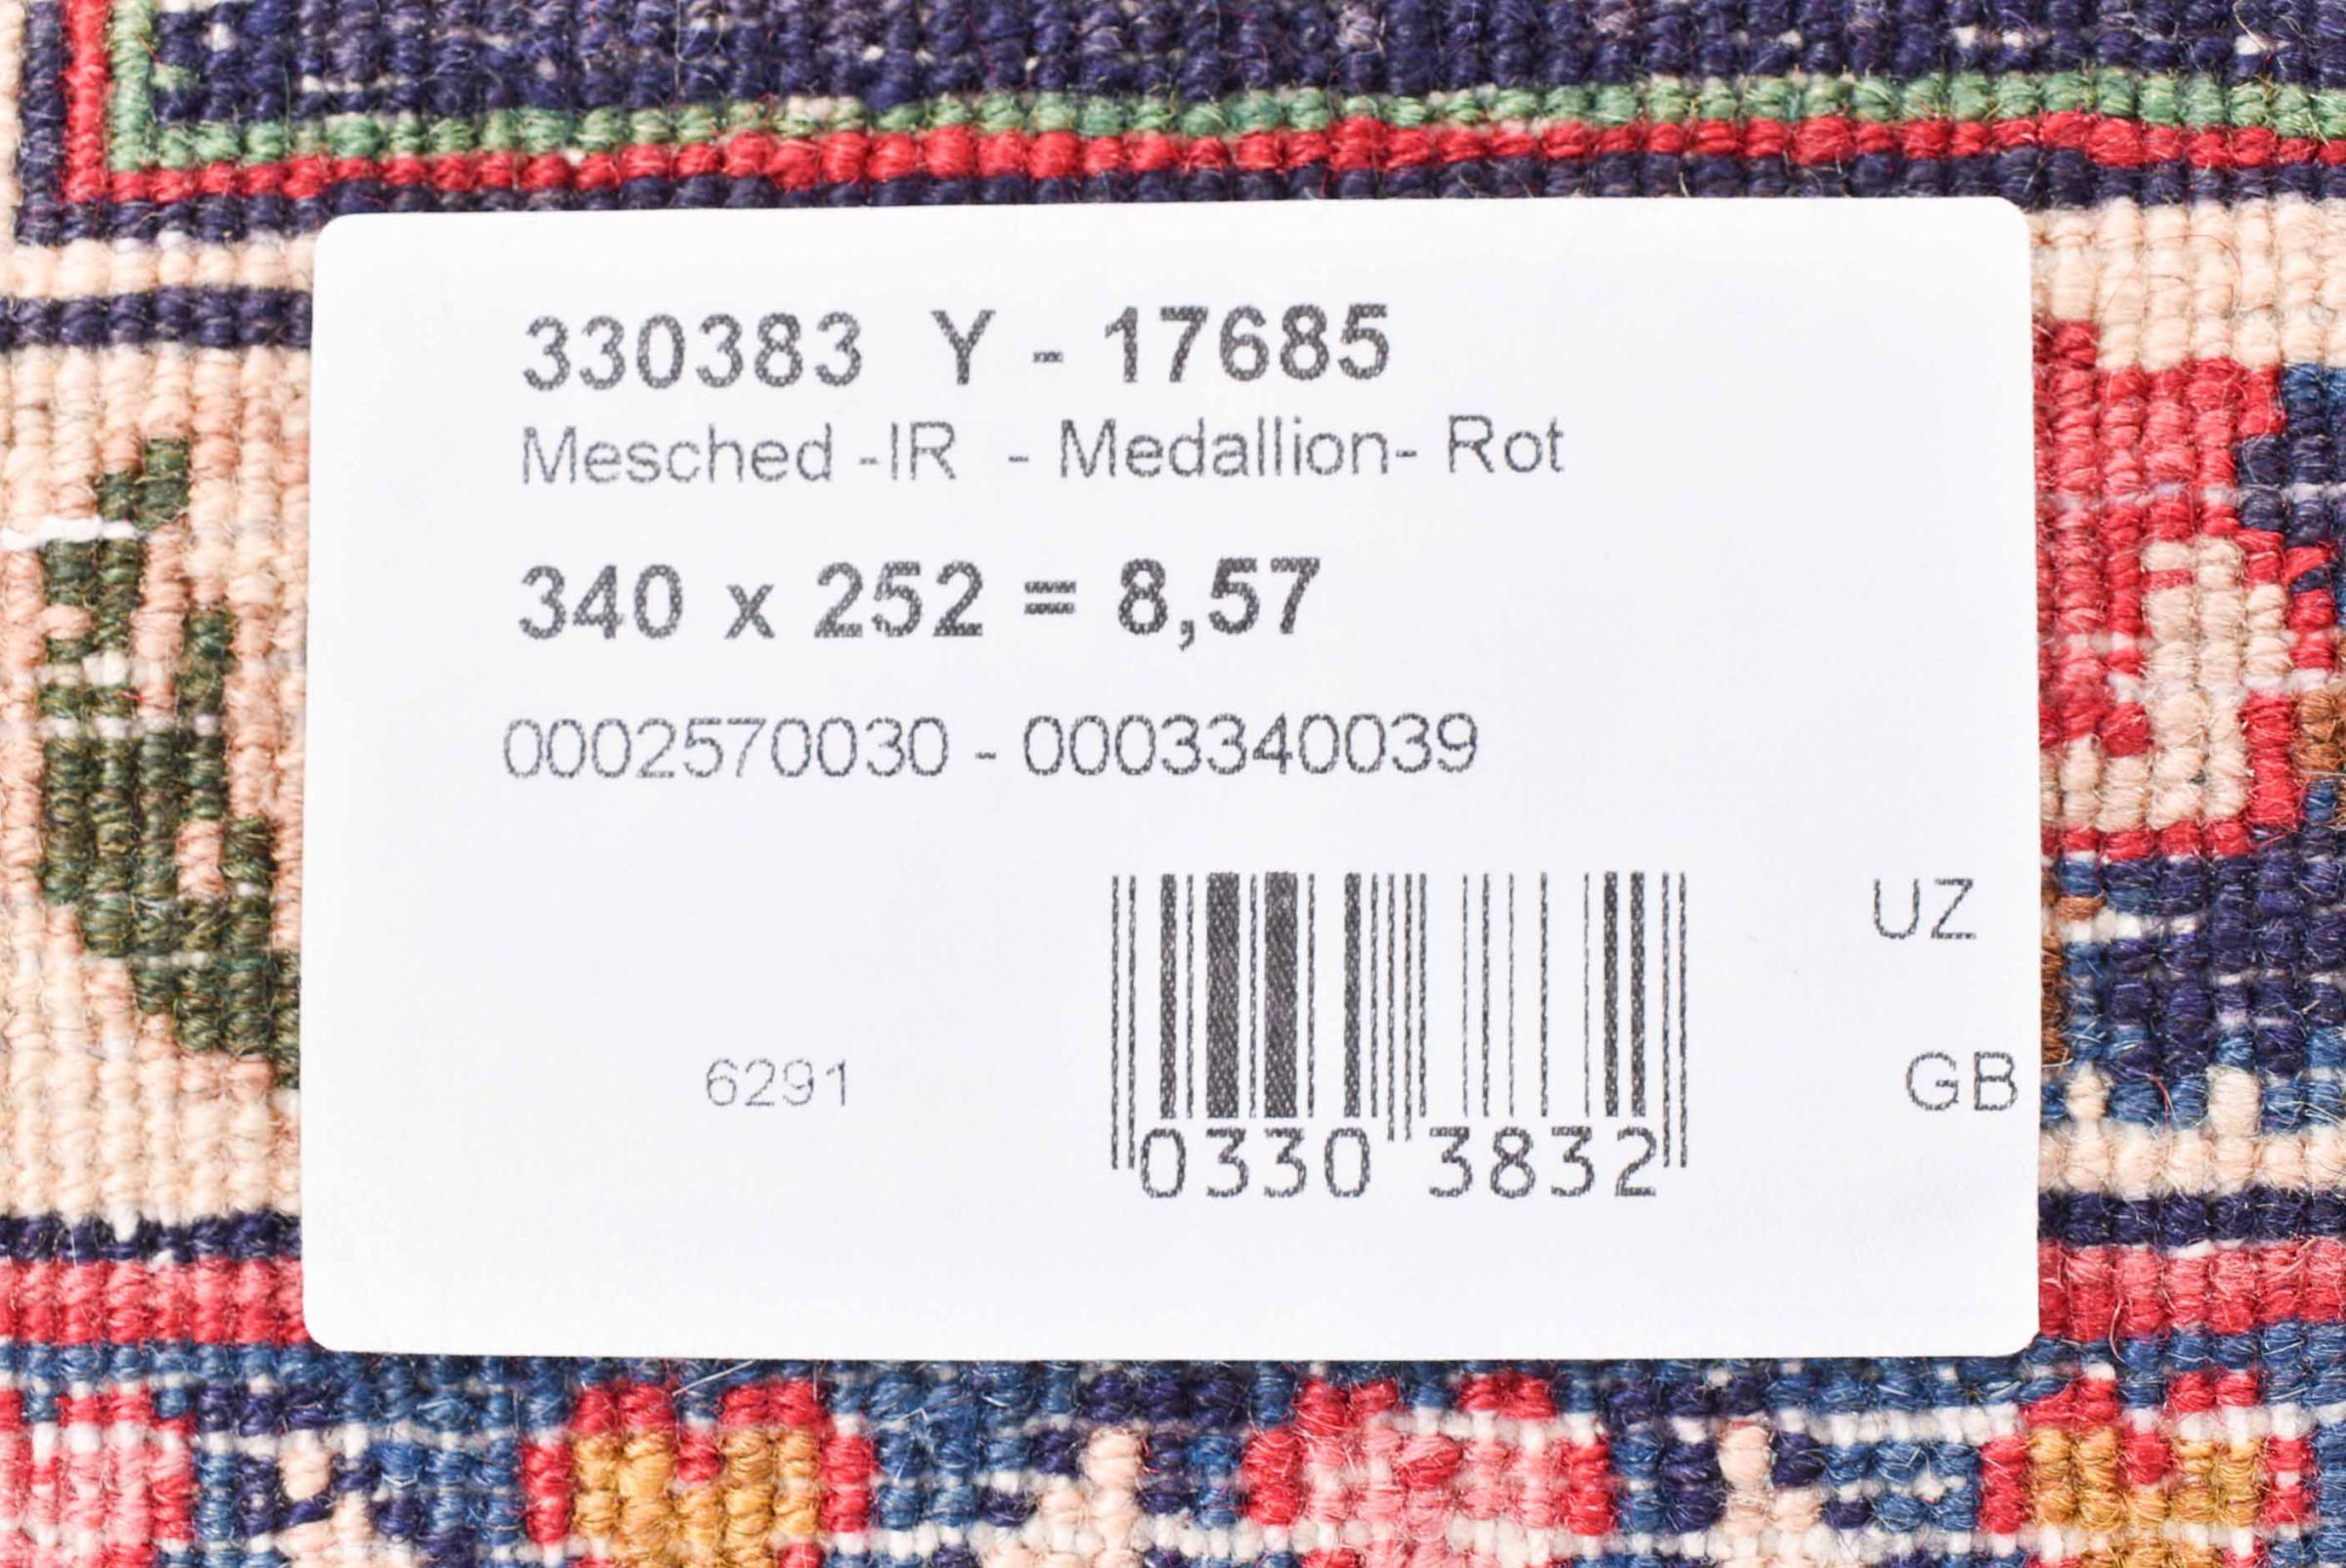 330383 Y - 17685
Mesched -IR - Medallion- Rot
340 x 252 = 8,57
0002570030 - 0003340039
UZ
6291
GB
0330 3832